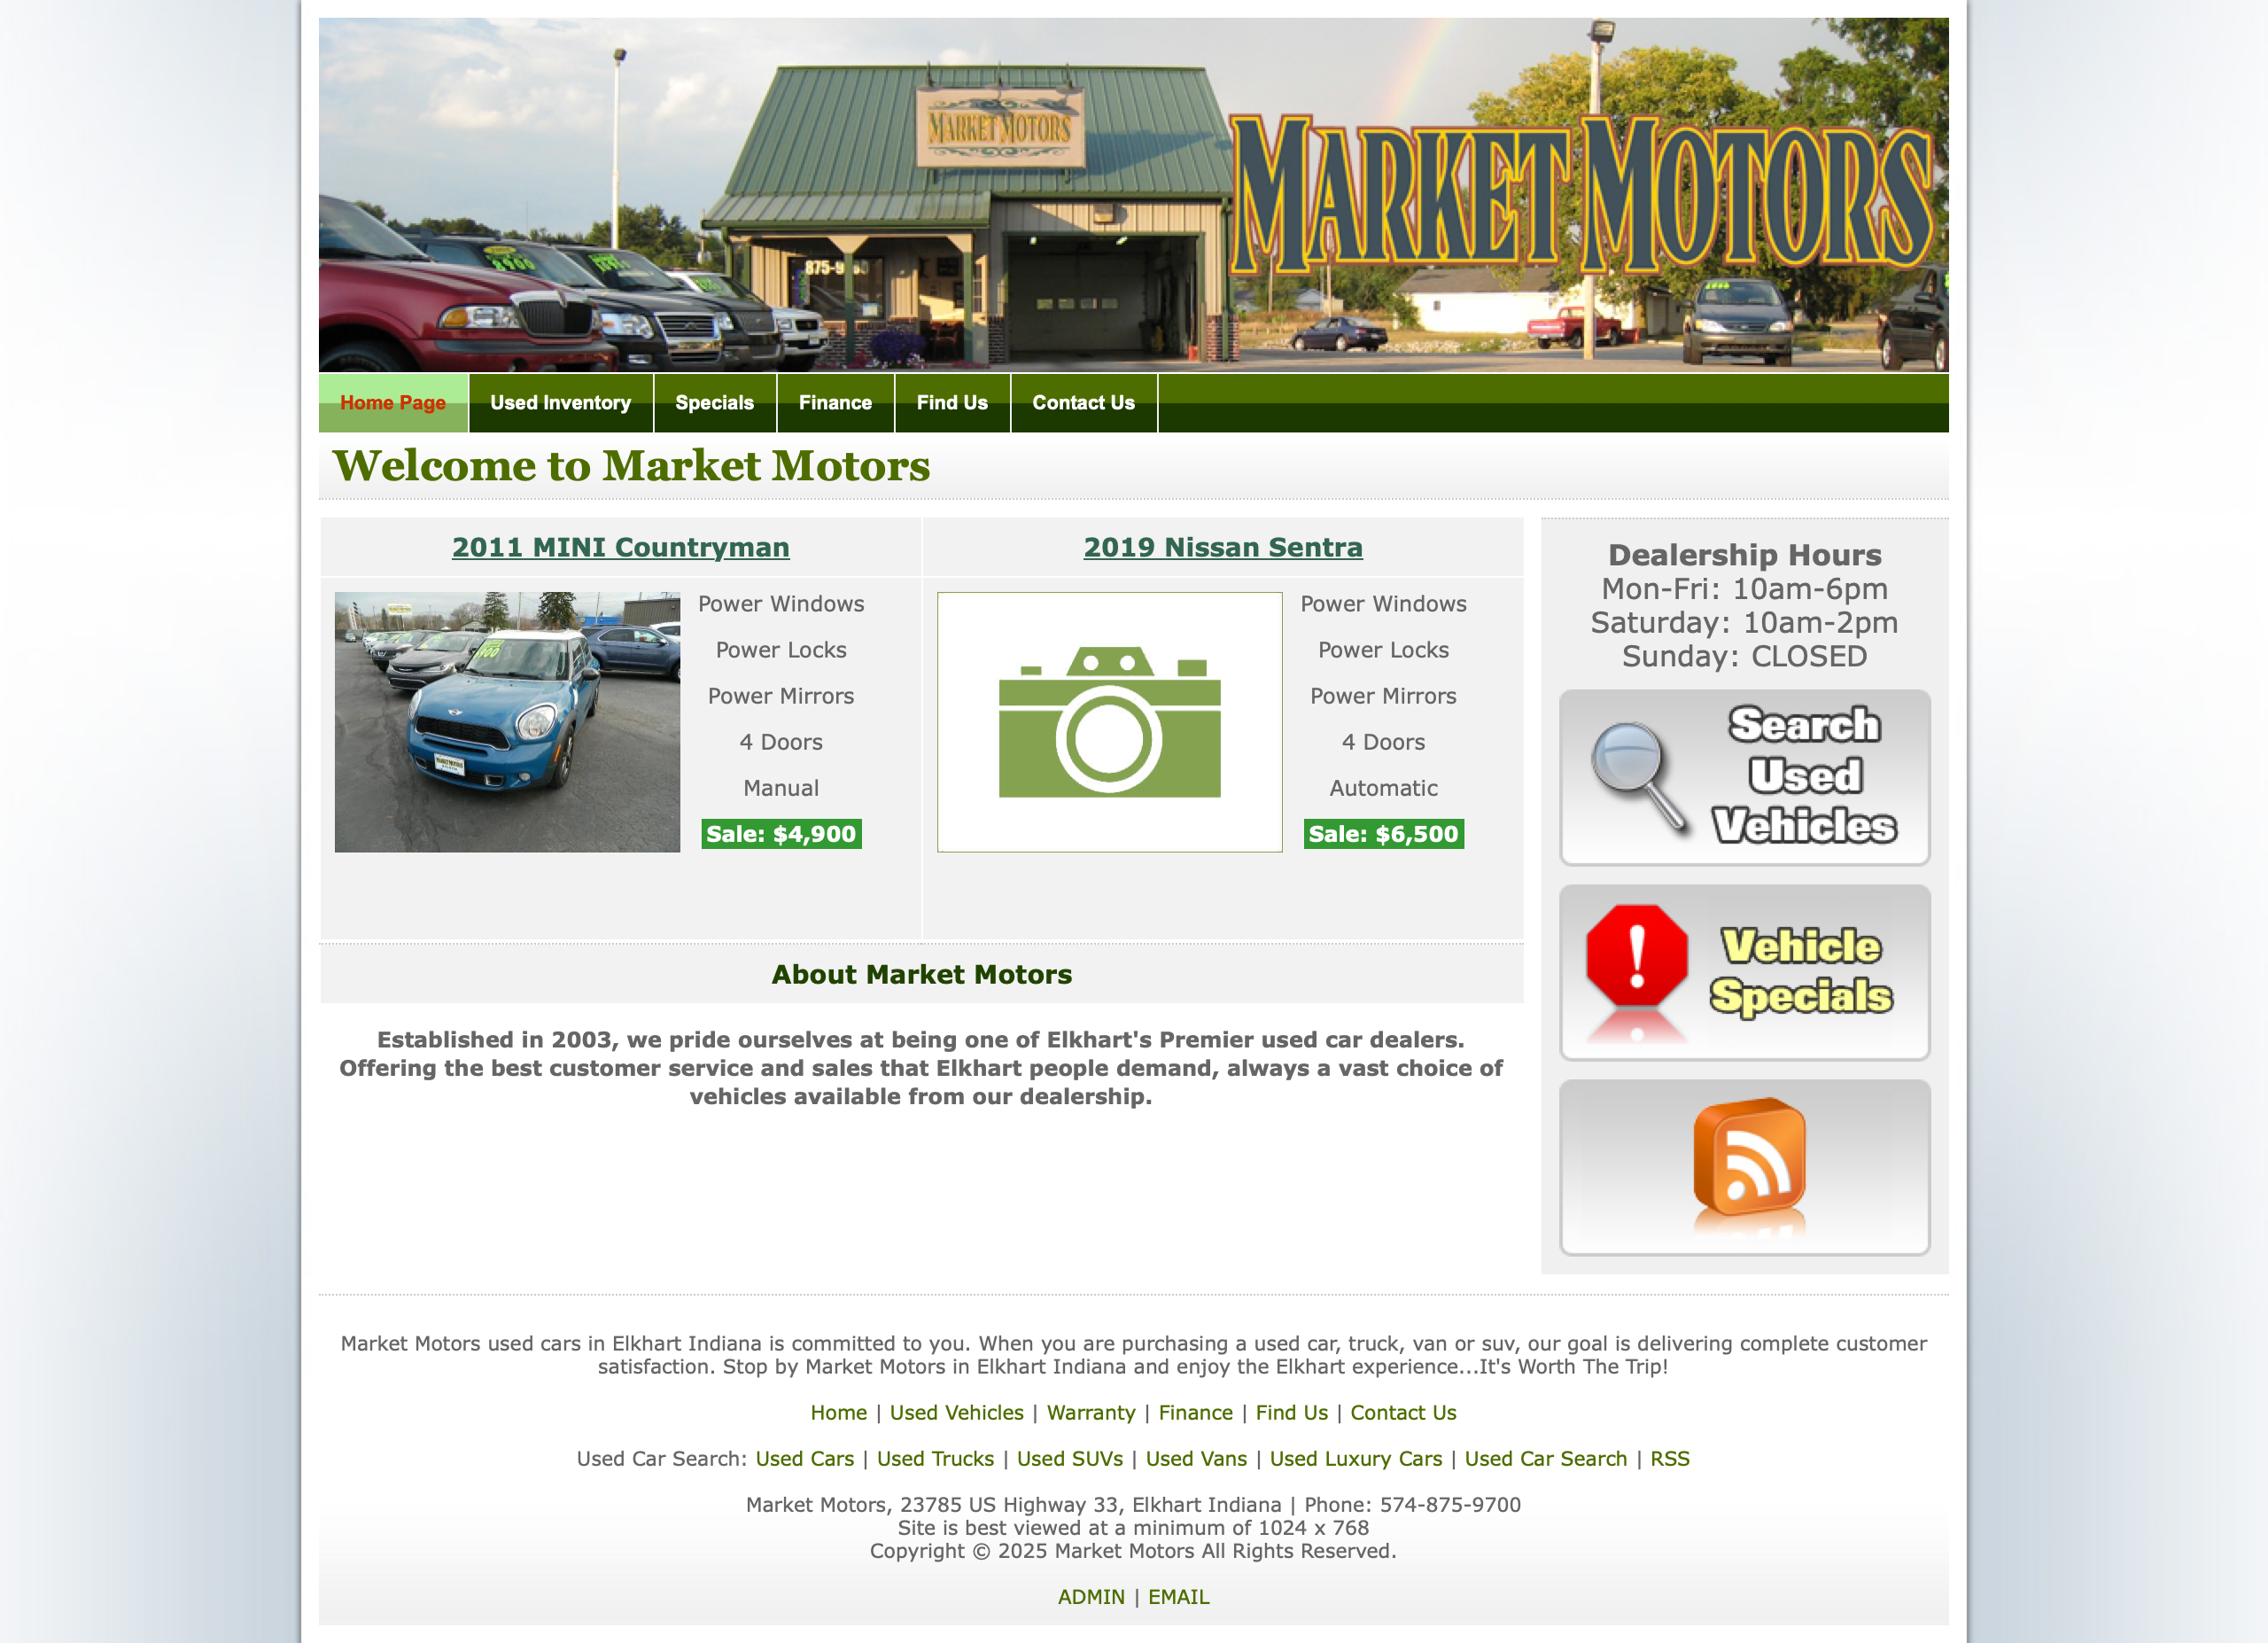 MARKET MOTORS
MARKET MOTORS
8900
Home Page
Used Inventory
Specials
Finance
Find Us
Contact Us
Welcome to Market Motors
2011 MINI Countryman
Power Windows
Power Locks
Power Mirrors
4 Doors
Manual
Sale: $4,900
2019 Nissan Sentra
Power Windows
Power Locks
Power Mirrors
4 Doors
Automatic
Sale: $6,500
Dealership Hours
Mon-Fri: 10am-6pm
Saturday: 10am-2pm
Sunday: CLOSED
Search
Used
Vehicles
Vehicle
Specials
About Market Motors
Established in 2003, we pride ourselves at being one of Elkhart's Premier used car dealers.
Offering the best customer service and sales that Elkhart people demand, always a vast choice of
vehicles available from our dealership.
Market Motors used cars in Elkhart Indiana is committed to you. When you are purchasing a used car, truck, van or suv, our goal is delivering complete customer
satisfaction. Stop by Market Motors in Elkhart Indiana and enjoy the Elkhart experience...It's Worth The Trip!
Home | Used Vehicles | Warranty | Finance | Find Us | Contact Us
Used Car Search: Used Cars | Used Trucks | Used SUVs | Used Vans | Used Luxury Cars | Used Car Search | RSS
Market Motors, 23785 US Highway 33, Elkhart Indiana | Phone: 574-875-9700
Site is best viewed at a minimum of 1024 x 768
Copyright © 2025 Market Motors All Rights Reserved.
ADMIN | EMAIL